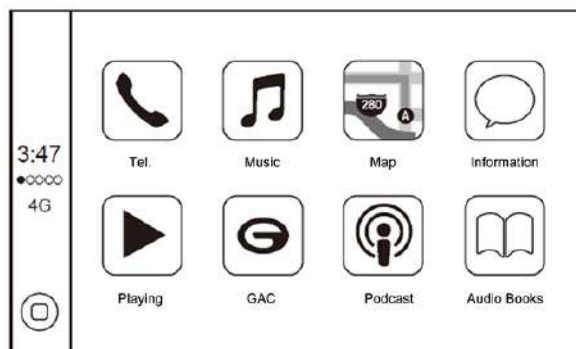 3:47
4G
Tel.
Music
280
A
Map
Information
Playing
GAC
Podcast
Audio Books